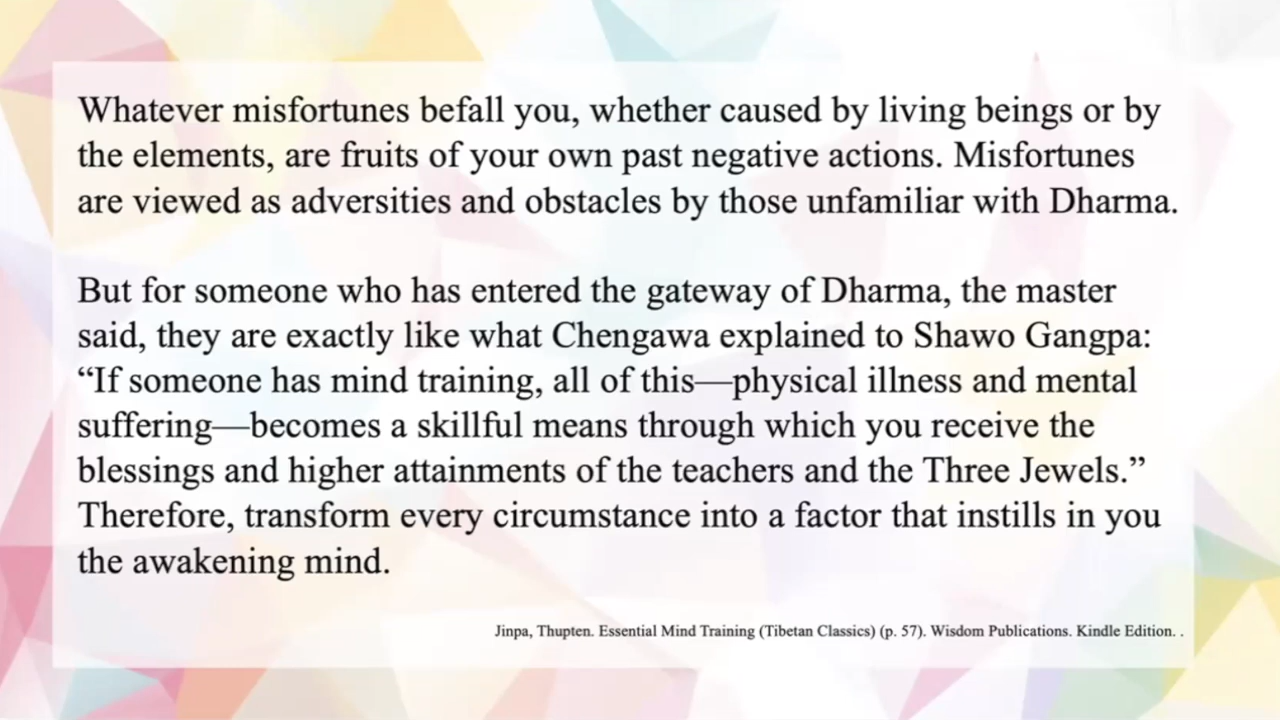 Whatever misfortunes befall you, whether caused by living beings or by
the elements, are fruits of your own past negative actions. Misfortunes
are viewed as adversities and obstacles by those unfamiliar with Dharma.
But for someone who has entered the gateway of Dharma, the master
said, they are exactly like what Chengawa explained to Shawo Gangpa:
“If someone has mind training, all of this—physical illness and mental
suffering—becomes a skillful means through which you receive the
blessings and higher attainments of the teachers and the Three Jewels.”
Therefore, transform every circumstance into a factor that instills in you
the awakening mind.
Jinpa, Thupten. Essential Mind Training (Tibetan Classics) (p. 57). Wisdom Publications. Kindle Edition. .